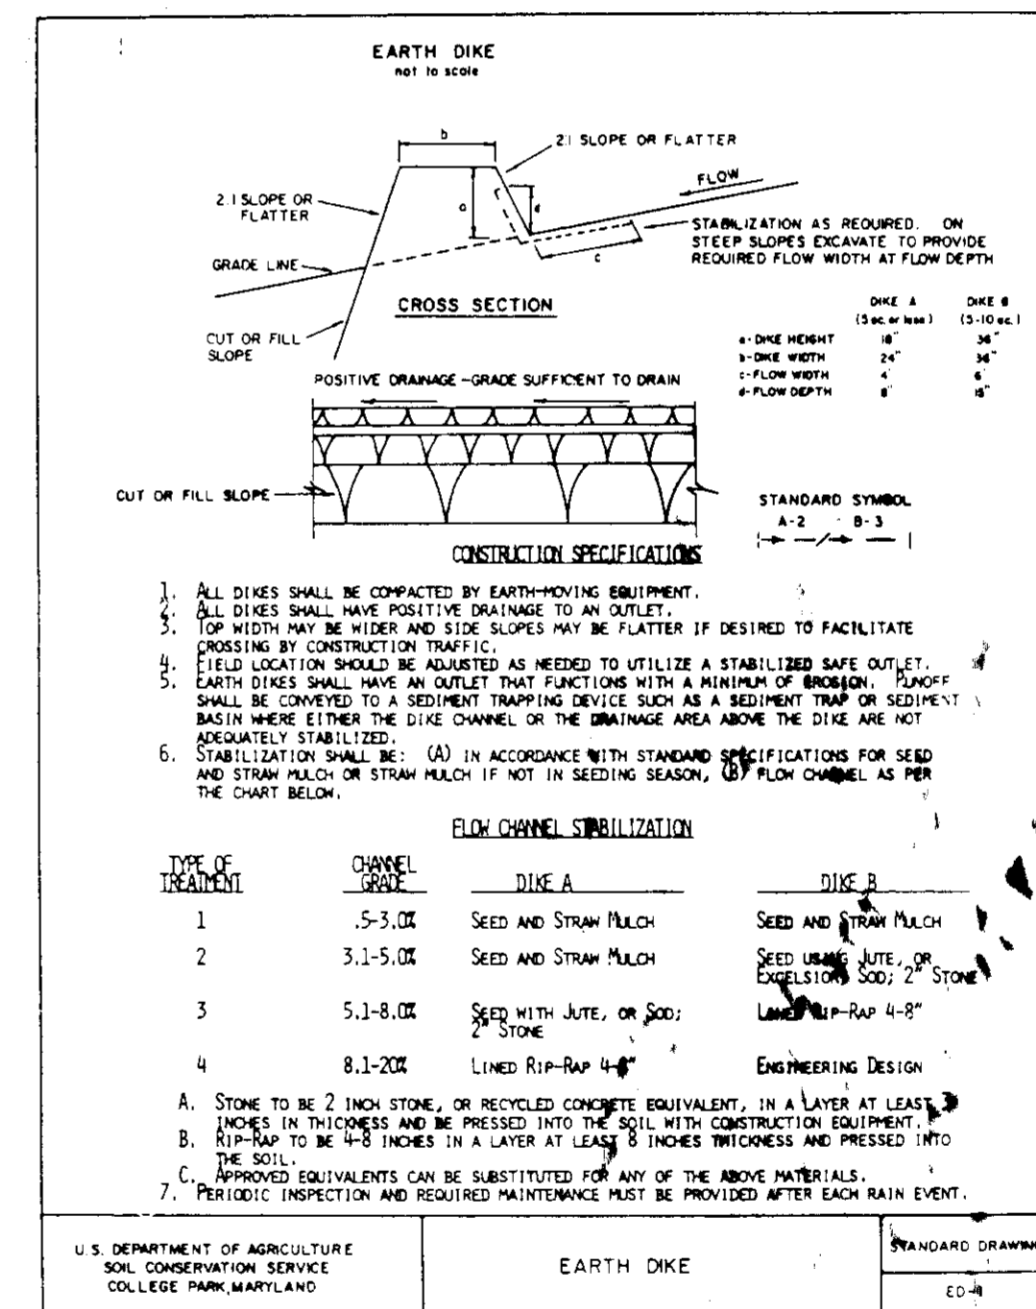 EARTH DIKE
not to scale
b
2:1 SLOPE OR FLATTER
FLOW
2:1 SLOPE OR
FLATTER
a
d
STABILIZATION AS REQUIRED. ON
STEEP SLOPES EXCAVATE TO PROVIDE
REQUIRED FLOW WIDTH AT FLOW DEPTH
c
GRADE LINE
CROSS SECTION
CUT OR FILL
SLOPE
DIKE A DIKE B
(5 ac. or less) (5-10 ac.)
a-DIKE HEIGHT 18" 36"
b-DIKE WIDTH 24" 36"
c-FLOW WIDTH 4' 6'
d-FLOW DEPTH 8" 15"
POSITIVE DRAINAGE-GRADE SUFFICIENT TO DRAIN
CUT OR FILL SLOPE
STANDARD SYMBOL
A-2 B-3
CONSTRUCTION SPECIFICATIONS
1. ALL DIKES SHALL BE COMPACTED BY EARTH-MOVING EQUIPMENT.
2. ALL DIKES SHALL HAVE POSITIVE DRAINAGE TO AN OUTLET.
3. TOP WIDTH MAY BE WIDER AND SIDE SLOPES MAY BE FLATTER IF DESIRED TO FACILITATE
CROSSING BY CONSTRUCTION TRAFFIC.
4. FIELD LOCATION SHOULD BE ADJUSTED AS NEEDED TO UTILIZE A STABILIZED SAFE OUTLET.
5. EARTH DIKES SHALL HAVE AN OUTLET THAT FUNCTIONS WITH A MINIMUM OF EROSION. RUNOFF
SHALL BE CONVEYED TO A SEDIMENT TRAPPING DEVICE SUCH AS A SEDIMENT TRAP OR SEDIMENT
BASIN WHERE EITHER THE DIKE CHANNEL OR THE DRAINAGE AREA ABOVE THE DIKE ARE NOT
ADEQUATELY STABILIZED.
6. STABILIZATION SHALL BE: (A) IN ACCORDANCE WITH STANDARD SPECIFICATIONS FOR SEED
AND STRAW MULCH OR STRAW MULCH IF NOT IN SEEDING SEASON, (B) FLOW CHANNEL AS PER
THE CHART BELOW.
FLOW CHANNEL STABILIZATION
TYPE OF TREATMENT CHANNEL GRADE DIKE A DIKE B
1 .5-3.0% SEED AND STRAW MULCH SEED AND STRAW MULCH
2 3.1-5.0% SEED AND STRAW MULCH SEED USING JUTE, OR
EXCELSIOR; SOD; 2" STONE
3 5.1-8.0% SEED WITH JUTE, OR SOD; LINED RIP-RAP 4-8"
2" STONE
4 8.1-20% LINED RIP-RAP 4-8" ENGINEERING DESIGN
A. STONE TO BE 2 INCH STONE, OR RECYCLED CONCRETE EQUIVALENT, IN A LAYER AT LEAST 3
INCHES IN THICKNESS AND BE PRESSED INTO THE SOIL WITH CONSTRUCTION EQUIPMENT.
B. RIP-RAP TO BE 4-8 INCHES IN A LAYER AT LEAST 8 INCHES THICKNESS AND PRESSED INTO
THE SOIL.
C. APPROVED EQUIVALENTS CAN BE SUBSTITUTED FOR ANY OF THE ABOVE MATERIALS.
7. PERIODIC INSPECTION AND REQUIRED MAINTENANCE MUST BE PROVIDED AFTER EACH RAIN EVENT.
U.S. DEPARTMENT OF AGRICULTURE
SOIL CONSERVATION SERVICE
COLLEGE PARK, MARYLAND
EARTH DIKE
STANDARD DRAWING